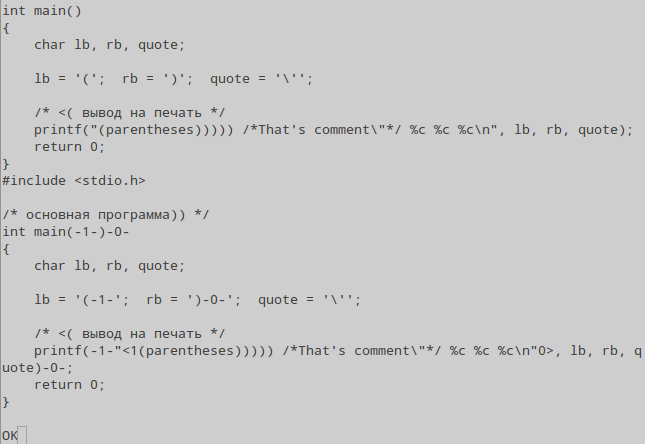 int main()
{
    char lb, rb, quote;

    lb = '(';  rb = ')';  quote = '\'';

    /* <( вывод на печать */
    printf("(parentheses))))) /*That's comment\"*/ %c %c %c\n", lb, rb, quote);
    return 0;
}
#include <stdio.h>

/* основная программа)) */
int main(-1-)-0-
{
    char lb, rb, quote;

    lb = '(-1-';  rb = ')-0-';  quote = '\'';

    /* <( вывод на печать */
    printf(-1-"<1(parentheses))))) /*That's comment\"*/ %c %c %c\n"0>, lb, rb, q
uote)-0-;
    return 0;
}

OK